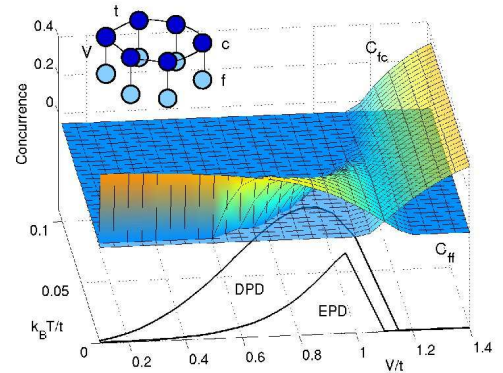 t
V
c
f
0.4
0.2
0
Concurrence
C_fc
C_ff
0.1
0.05
0
k_BT/t
DPD
EPD
0.2
0.4
0.6
0.8
1.0
1.2
1.4
V/t